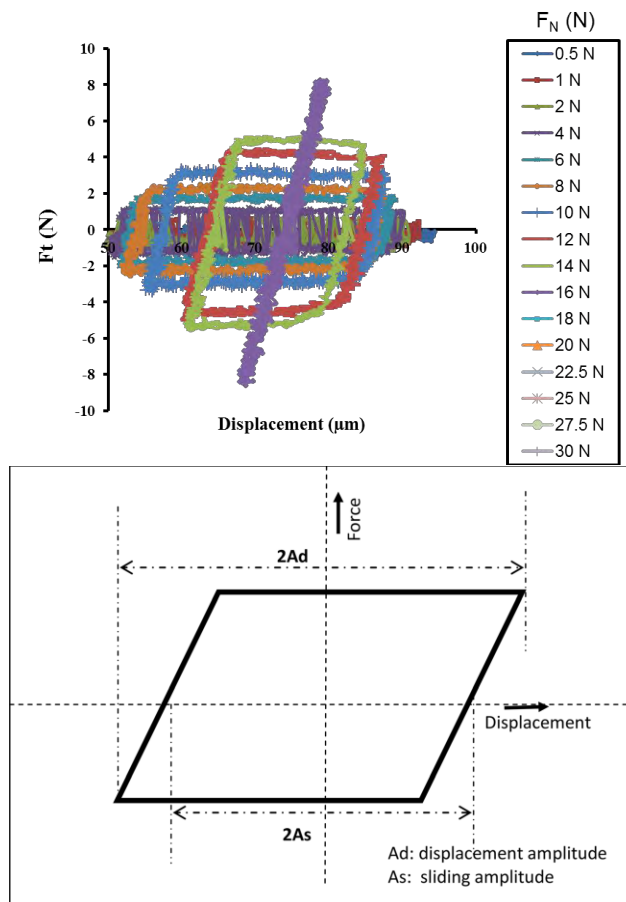 F_N (N)
10
8
6
4
2
0
-2
-4
-6
-8
-10
50
60
70
80
90
100
Ft (N)
Displacement (µm)
0.5 N
1 N
2 N
4 N
6 N
8 N
10 N
12 N
14 N
16 N
18 N
20 N
22.5 N
25 N
27.5 N
30 N
Force
2Ad
Displacement
2As
Ad: displacement amplitude
As: sliding amplitude